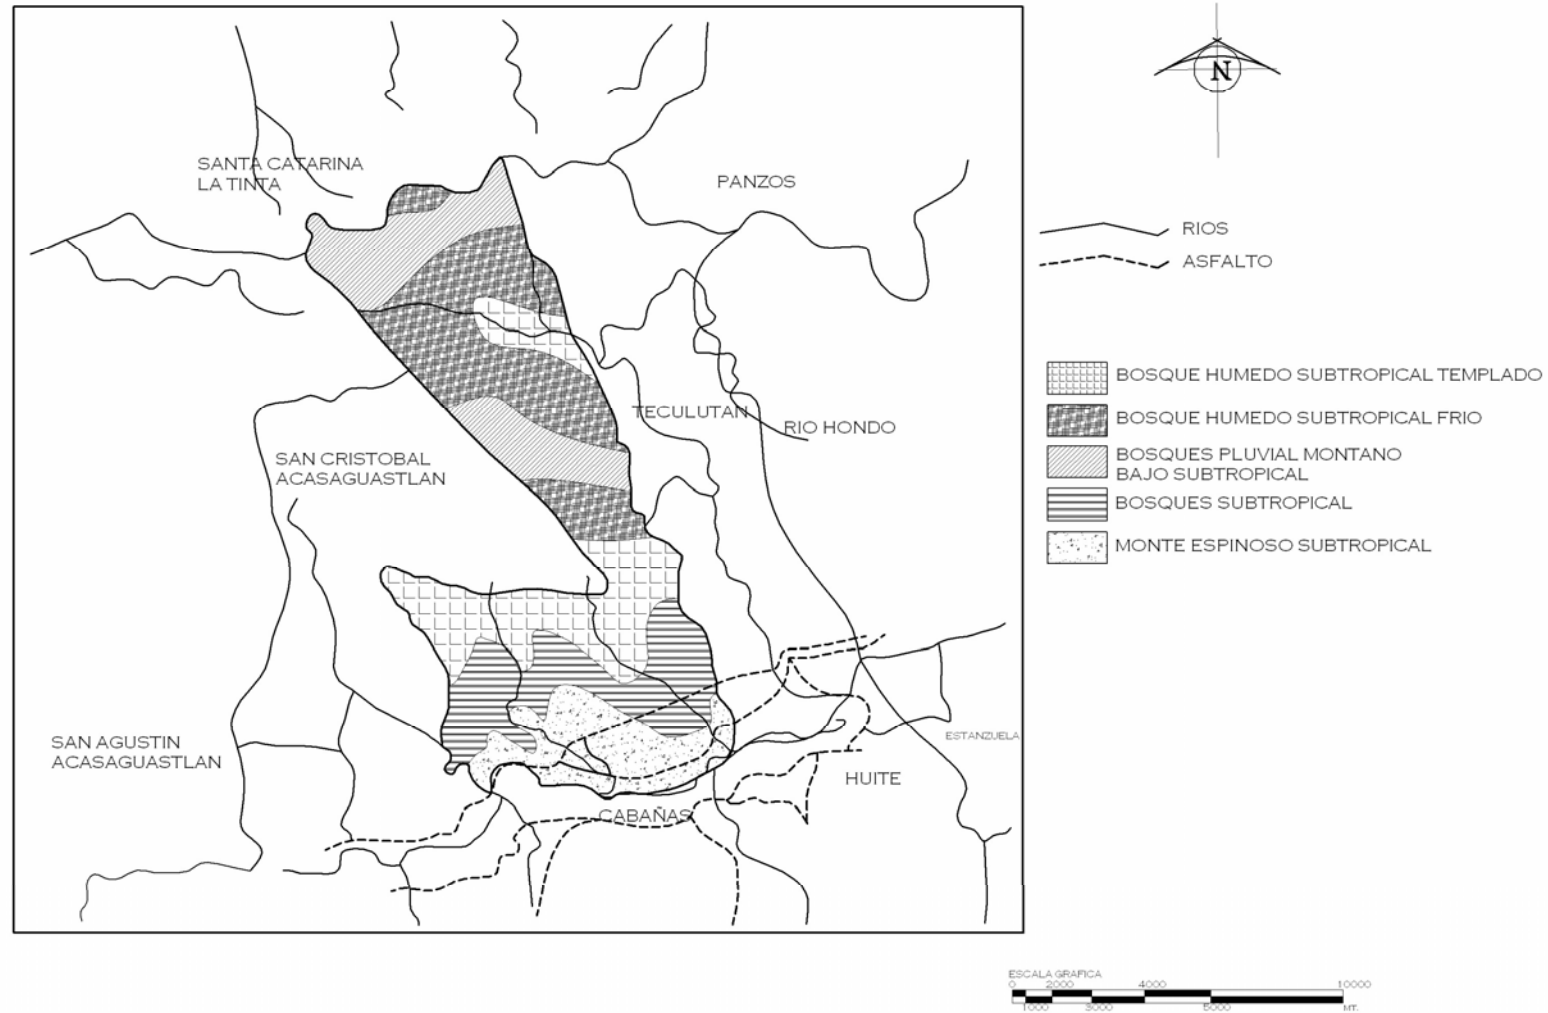 N
SANTA CATARINA
LA TINTA
PANZOS
RIOS
ASFALTO
BOSQUE HUMEDO SUBTROPICAL TEMPLADO
BOSQUE HUMEDO SUBTROPICAL FRIO
BOSQUES PLUVIAL MONTANO
BAJO SUBTROPICAL
BOSQUES SUBTROPICAL
MONTE ESPINOSO SUBTROPICAL
TECULUTAN
RIO HONDO
SAN CRISTOBAL
ACASAGUASTLAN
SAN AGUSTIN
ACASAGUASTLAN
ESTANZUELA
HUITE
CABAÑAS
ESCALA GRAFICA
0 2000 4000 10000
1000 3000 5000 MT.